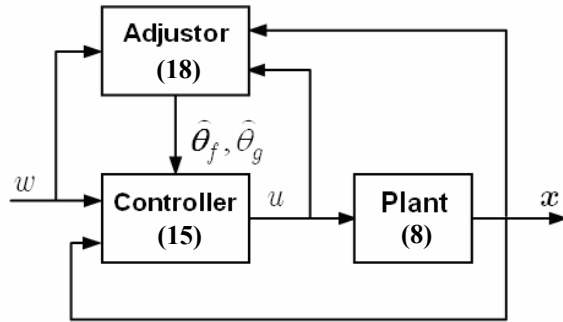 Adjustor
(18)
θ̂_f, θ̂_g
w
Controller
(15)
u
Plant
(8)
x